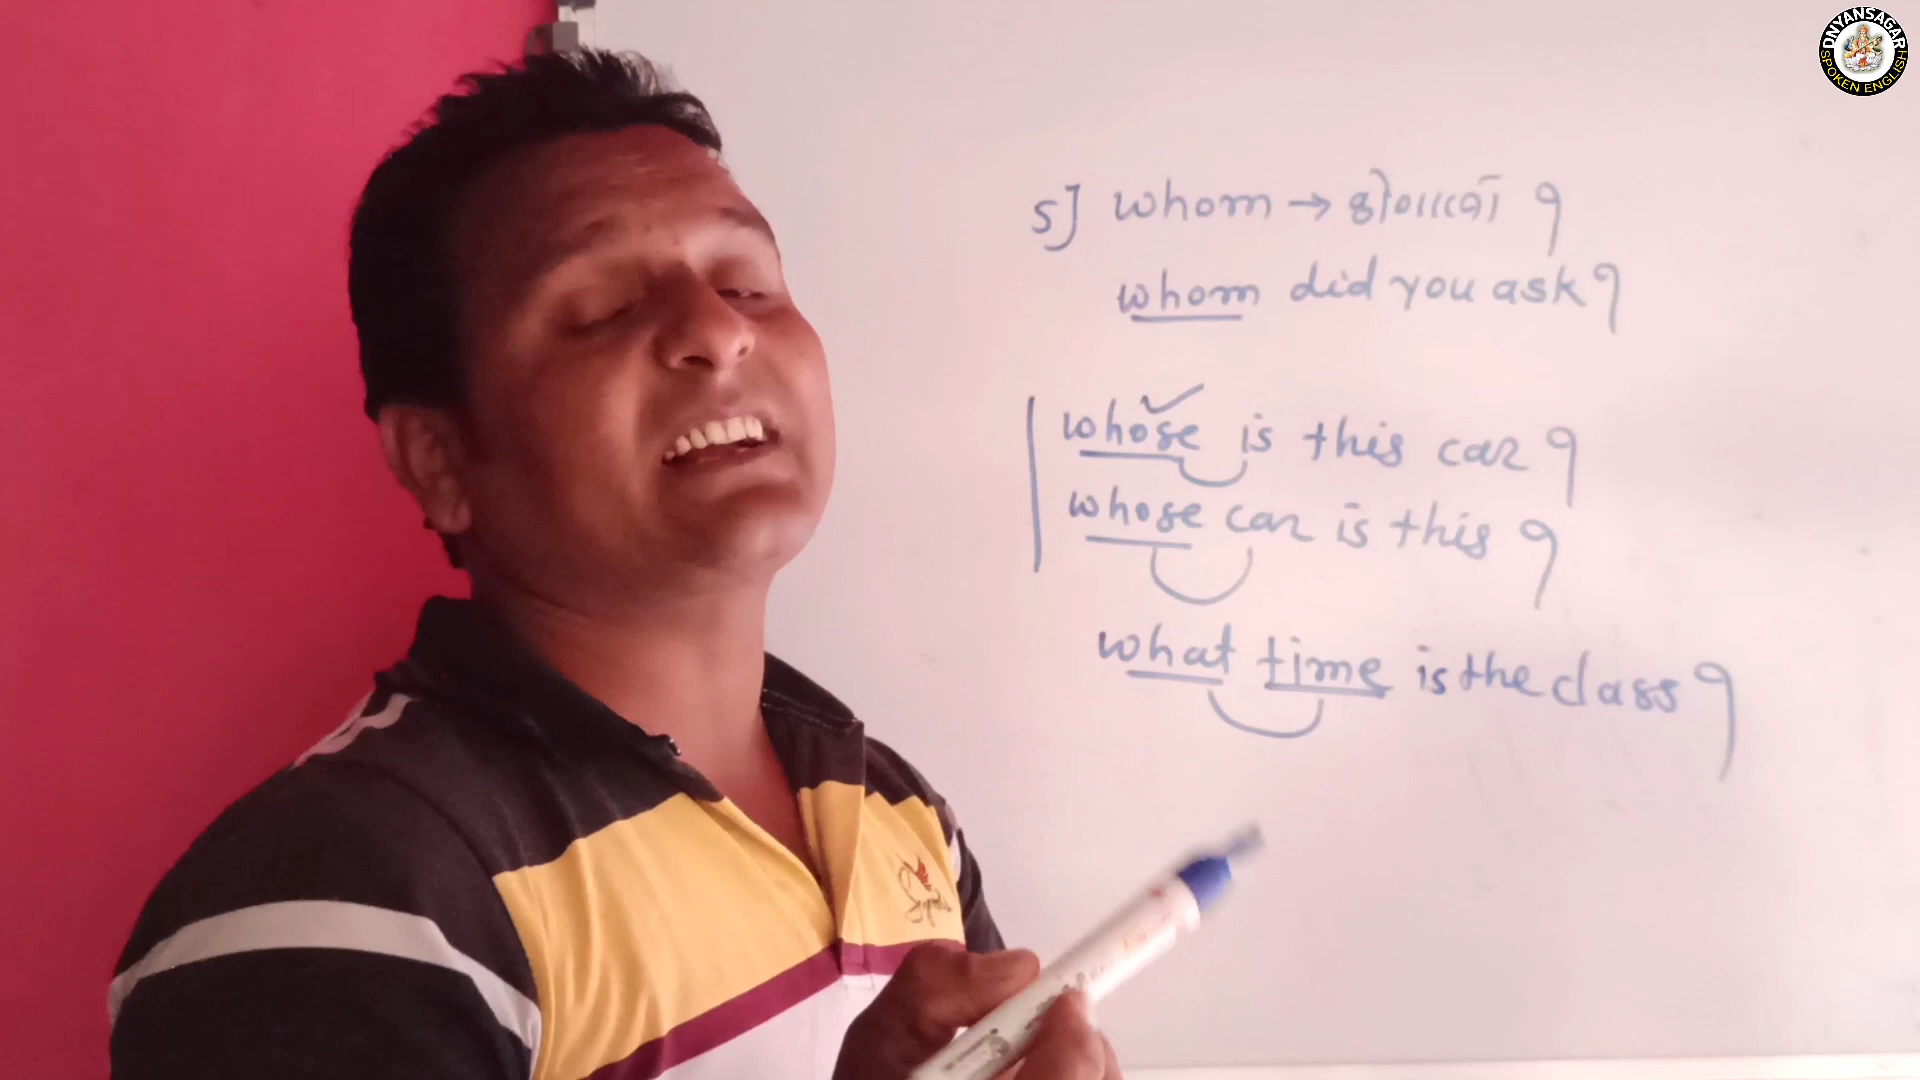 DNYANSAGAR
SPOKEN ENGLISH
5] whom → कोणाला ?
whom did you ask ?
whose is this car ?
whose car is this ?
what time is the class ?